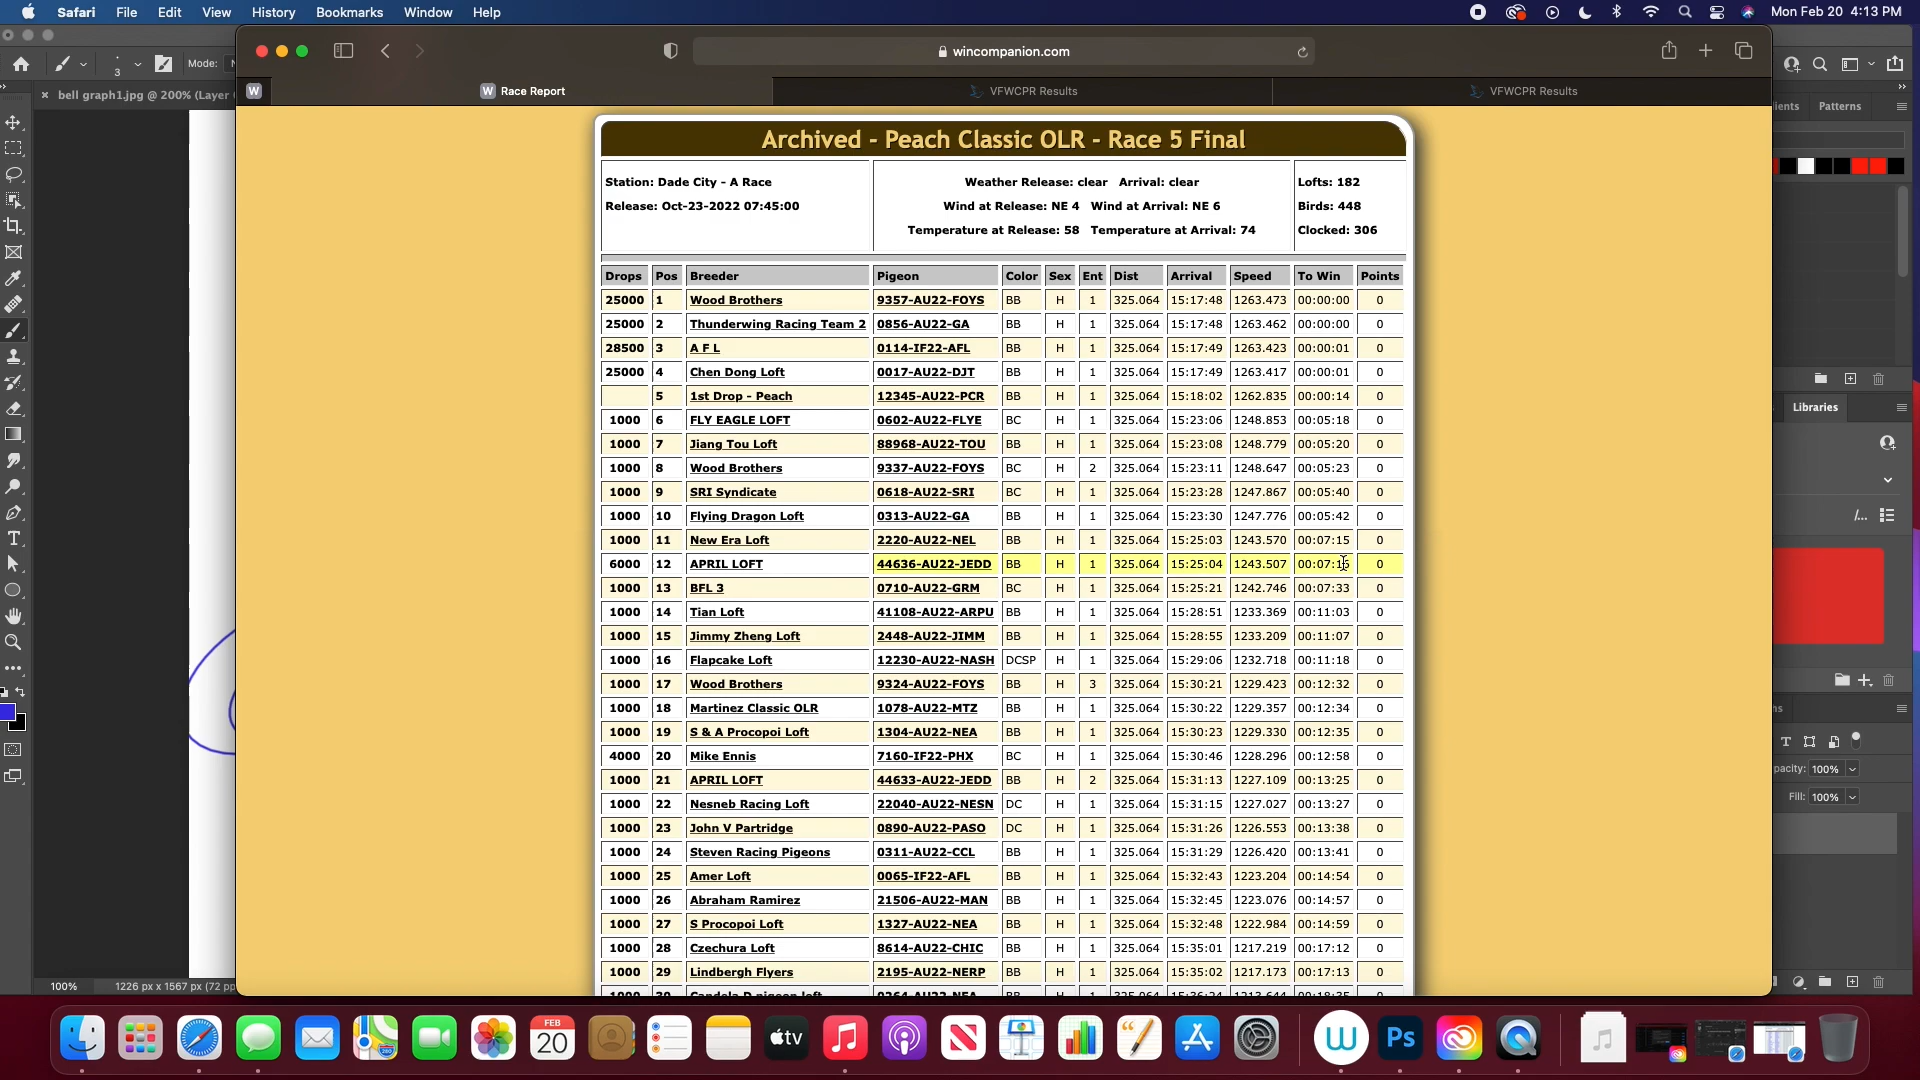 Safari File Edit View History Bookmarks Window Help Mon Feb 20 4:13 PM
wincompanion.com
3 Mode:
bell graph1.jpg @ 200% (Layer
W W Race Report VFWCPR Results VFWCPR Results
Patterns
Archived - Peach Classic OLR - Race 5 Final
Station: Dade City - A Race Weather Release: clear Arrival: clear Lofts: 182
Release: Oct-23-2022 07:45:00 Wind at Release: NE 4 Wind at Arrival: NE 6 Birds: 448
Temperature at Release: 58 Temperature at Arrival: 74 Clocked: 306
Drops Pos Breeder Pigeon Color Sex Ent Dist Arrival Speed To Win Points
25000 1 Wood Brothers 9357-AU22-FOYS BB H 1 325.064 15:17:48 1263.473 00:00:00 0
25000 2 Thunderwing Racing Team 2 0856-AU22-GA BB H 1 325.064 15:17:48 1263.462 00:00:00 0
28500 3 A F L 0114-IF22-AFL BB H 1 325.064 15:17:49 1263.423 00:00:01 0
25000 4 Chen Dong Loft 0017-AU22-DJT BB H 1 325.064 15:17:49 1263.417 00:00:01 0
5 1st Drop - Peach 12345-AU22-PCR BB H 1 325.064 15:18:02 1262.835 00:00:14 0
1000 6 FLY EAGLE LOFT 0602-AU22-FLYE BC H 1 325.064 15:23:06 1248.853 00:05:18 0
1000 7 Jiang Tou Loft 88968-AU22-TOU BB H 1 325.064 15:23:08 1248.779 00:05:20 0
1000 8 Wood Brothers 9337-AU22-FOYS BC H 2 325.064 15:23:11 1248.647 00:05:23 0
1000 9 SRI Syndicate 0618-AU22-SRI BC H 1 325.064 15:23:28 1247.867 00:05:40 0
1000 10 Flying Dragon Loft 0313-AU22-GA BB H 1 325.064 15:23:30 1247.776 00:05:42 0
1000 11 New Era Loft 2220-AU22-NEL BB H 1 325.064 15:25:03 1243.570 00:07:15 0
6000 12 APRIL LOFT 44636-AU22-JEDD BB H 1 325.064 15:25:04 1243.507 00:07:16 0
1000 13 BFL 3 0710-AU22-GRM BC H 1 325.064 15:25:21 1242.746 00:07:33 0
1000 14 Tian Loft 41108-AU22-ARPU BB H 1 325.064 15:28:51 1233.369 00:11:03 0
1000 15 Jimmy Zheng Loft 2448-AU22-JIMM BB H 1 325.064 15:28:55 1233.209 00:11:07 0
1000 16 Flapcake Loft 12230-AU22-NASH DCSP H 1 325.064 15:29:06 1232.718 00:11:18 0
1000 17 Wood Brothers 9324-AU22-FOYS BB H 3 325.064 15:30:21 1229.423 00:12:32 0
1000 18 Martinez Classic OLR 1078-AU22-MTZ BB H 1 325.064 15:30:22 1229.357 00:12:34 0
1000 19 S & A Procopoi Loft 1304-AU22-NEA BB H 1 325.064 15:30:23 1229.330 00:12:35 0
4000 20 Mike Ennis 7160-IF22-PHX BC H 1 325.064 15:30:46 1228.296 00:12:58 0
1000 21 APRIL LOFT 44633-AU22-JEDD BB H 2 325.064 15:31:13 1227.109 00:13:25 0
1000 22 Nesneb Racing Loft 22040-AU22-NESN DC H 1 325.064 15:31:15 1227.027 00:13:27 0
1000 23 John V Partridge 0890-AU22-PASO DC H 1 325.064 15:31:26 1226.553 00:13:38 0
1000 24 Steven Racing Pigeons 0311-AU22-CCL BB H 1 325.064 15:31:29 1226.420 00:13:41 0
1000 25 Amer Loft 0065-IF22-AFL BB H 1 325.064 15:32:43 1223.204 00:14:54 0
1000 26 Abraham Ramirez 21506-AU22-MAN BB H 1 325.064 15:32:45 1223.076 00:14:57 0
1000 27 S Procopoi Loft 1327-AU22-NEA BB H 1 325.064 15:32:48 1222.984 00:14:59 0
1000 28 Czechura Loft 8614-AU22-CHIC BB H 1 325.064 15:35:01 1217.219 00:17:12 0
1000 29 Lindbergh Flyers 2195-AU22-NERP BB H 1 325.064 15:35:02 1217.173 00:17:13 0
Libraries
Opacity: 100%
Fill: 100%
100% 1226 px x 1567 px (72 pp
FEB
20
tv
W
Ps